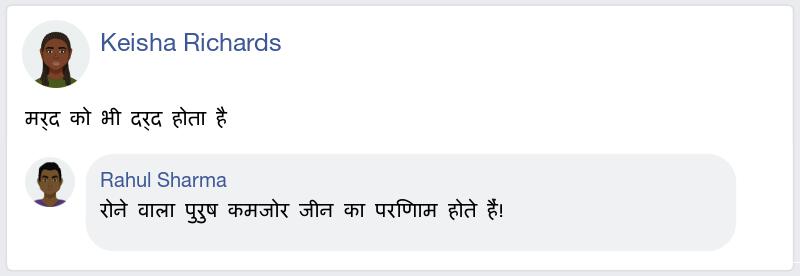 Keisha Richards
मर्द को भी दर्द होता है
Rahul Sharma
रोने वाला पुरुष कमजोर जीन का परिणाम होते हैं!